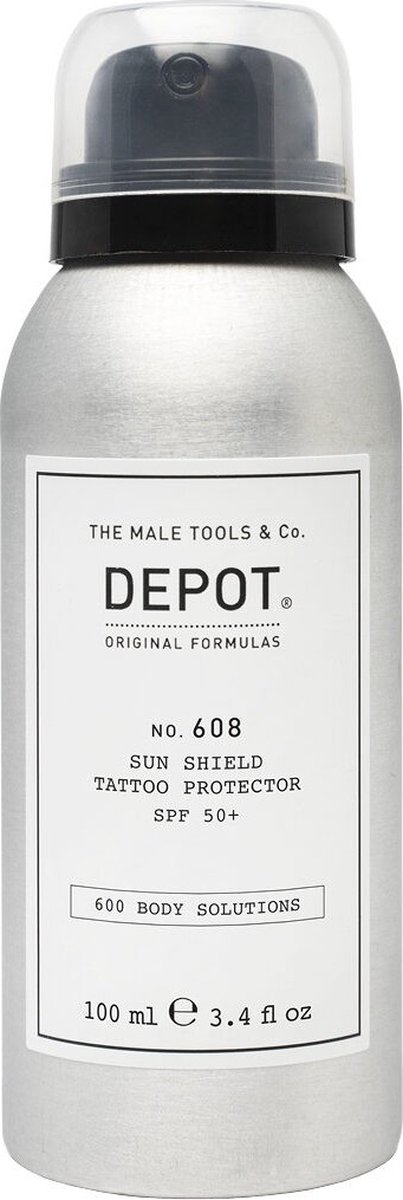 THE MALE TOOLS & Co.
DEPOT®
ORIGINAL FORMULAS
NO. 608
SUN SHIELD
TATTOO PROTECTOR
SPF 50+
600 BODY SOLUTIONS
100 ml ℮ 3.4 fl oz